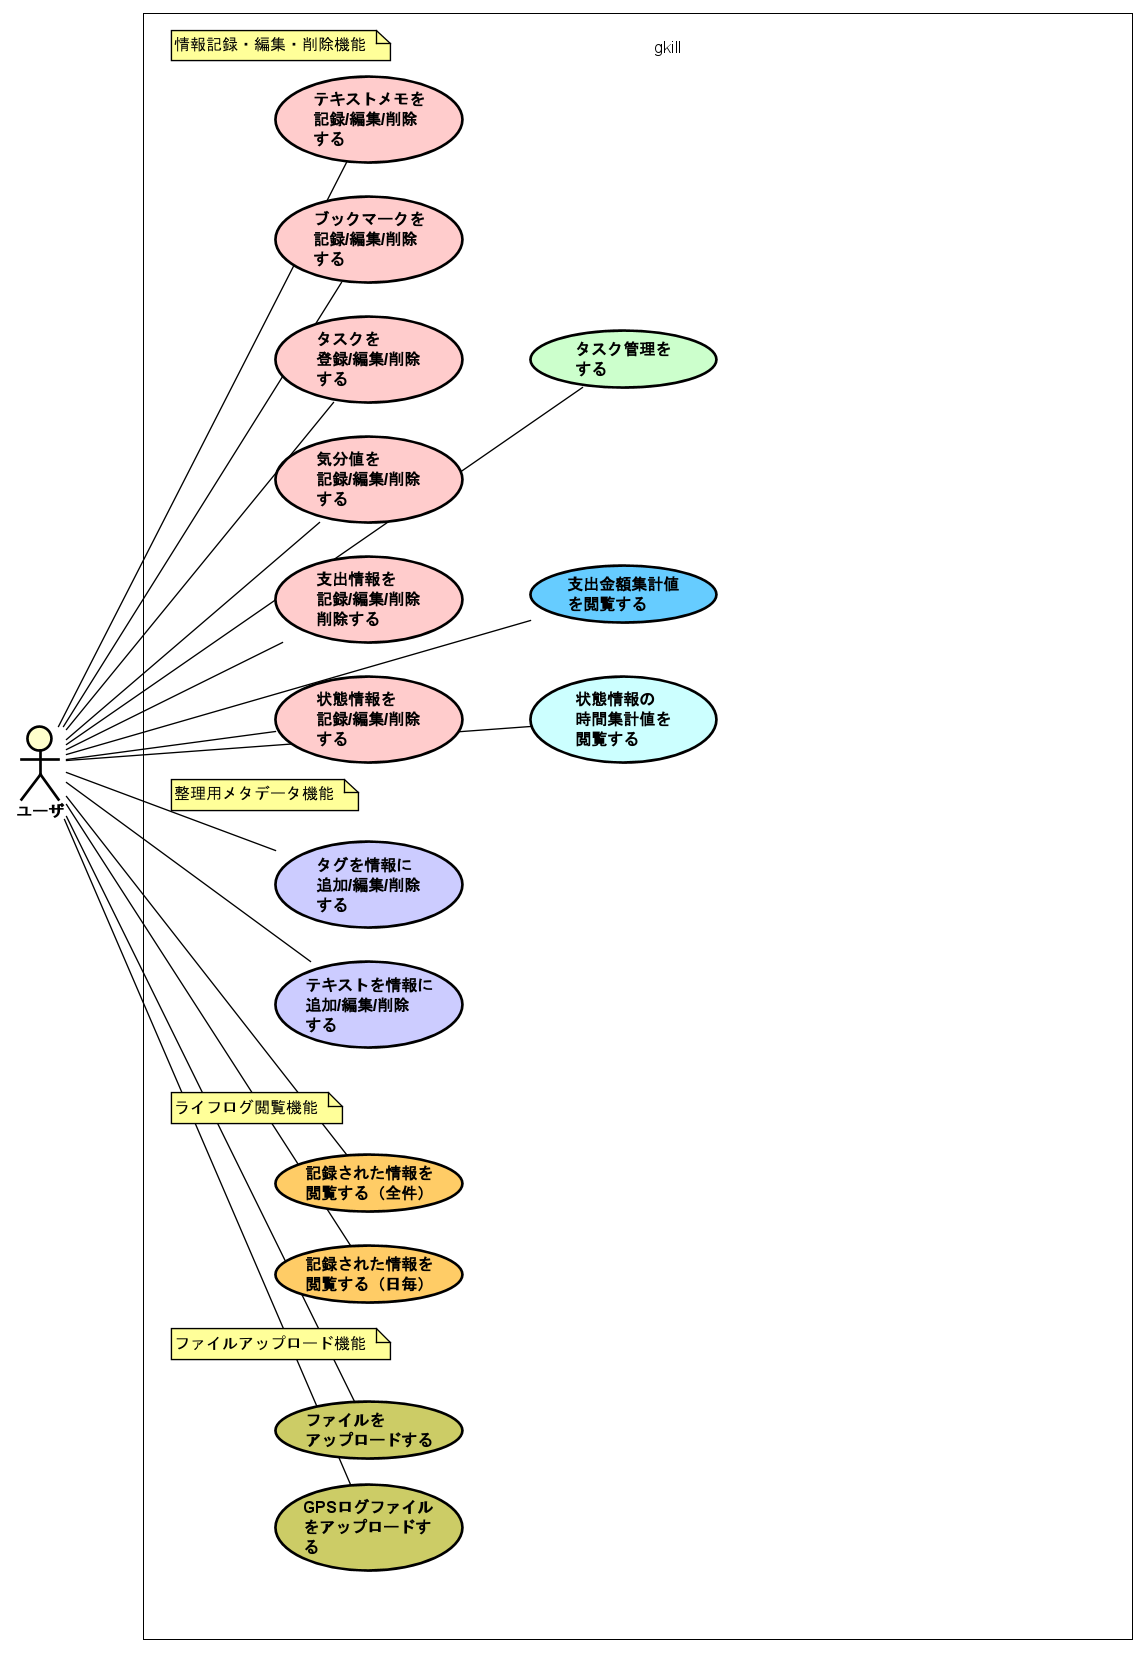 情報記録・編集・削除機能
gkill
テキストメモを
記録/編集/削除
する
ブックマークを
記録/編集/削除
する
タスクを
登録/編集/削除
する
タスク管理を
する
気分値を
記録/編集/削除
する
支出情報を
記録/編集/削除
削除する
支出金額集計値
を閲覧する
状態情報を
記録/編集/削除
する
状態情報の
時間集計値を
閲覧する
ユーザ
整理用メタデータ機能
タグを情報に
追加/編集/削除
する
テキストを情報に
追加/編集/削除
する
ライフログ閲覧機能
記録された情報を
閲覧する（全件）
記録された情報を
閲覧する（日毎）
ファイルアップロード機能
ファイルを
アップロードする
GPSログファイル
をアップロードす
る